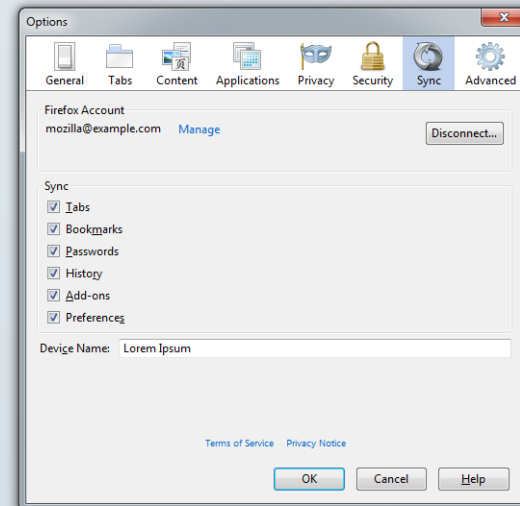 Options
General Tabs Content Applications Privacy Security Sync Advanced
Firefox Account
mozilla@example.com Manage Disconnect...
Sync
Tabs
Bookmarks
Passwords
History
Add-ons
Preferences
Device Name: Lorem Ipsum
Terms of Service Privacy Notice
OK Cancel Help